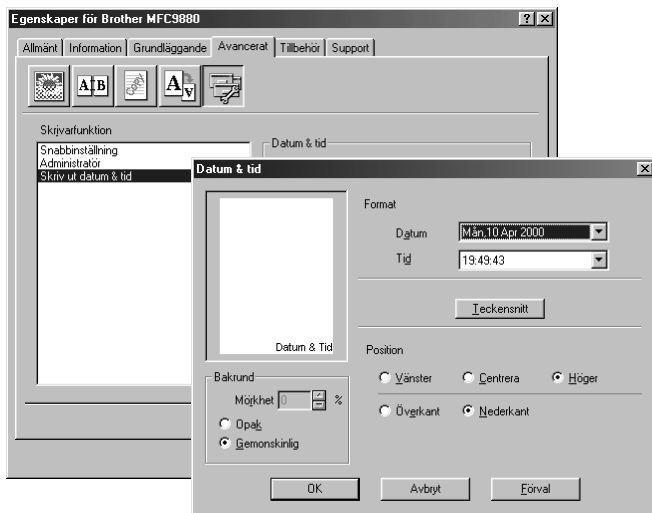 Egenskaper för Brother MFC9880
Allmänt Information Grundläggande Avancerat Tillbehör Support
Skrivarfunktion
Snabbinställning
Administratör
Skriv ut datum & tid
Datum & tid
Datum & tid
Datum & Tid
Format
Datum Mån,10 Apr 2000
Tid 19:49:43
Teckensnitt
Position
Vänster Centrera Höger
Överkant Nederkant
Bakrund
Mörkhet 0 %
Opak
Gemonskinlig
OK Avbryt Förval